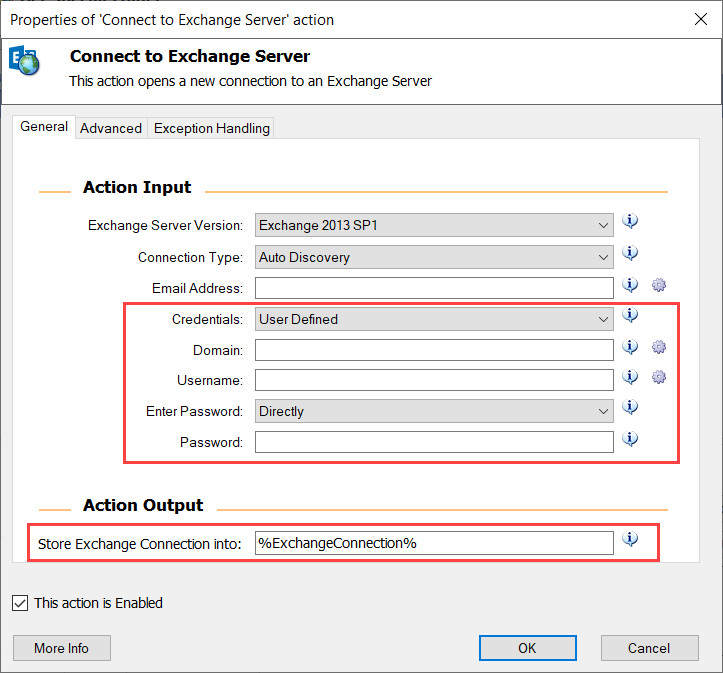 Properties of 'Connect to Exchange Server' action
Connect to Exchange Server
This action opens a new connection to an Exchange Server
General Advanced Exception Handling
Action Input
Exchange Server Version: Exchange 2013 SP1
Connection Type: Auto Discovery
Email Address:
Credentials: User Defined
Domain:
Username:
Enter Password: Directly
Password:
Action Output
Store Exchange Connection into: %ExchangeConnection%
This action is Enabled
More Info OK Cancel